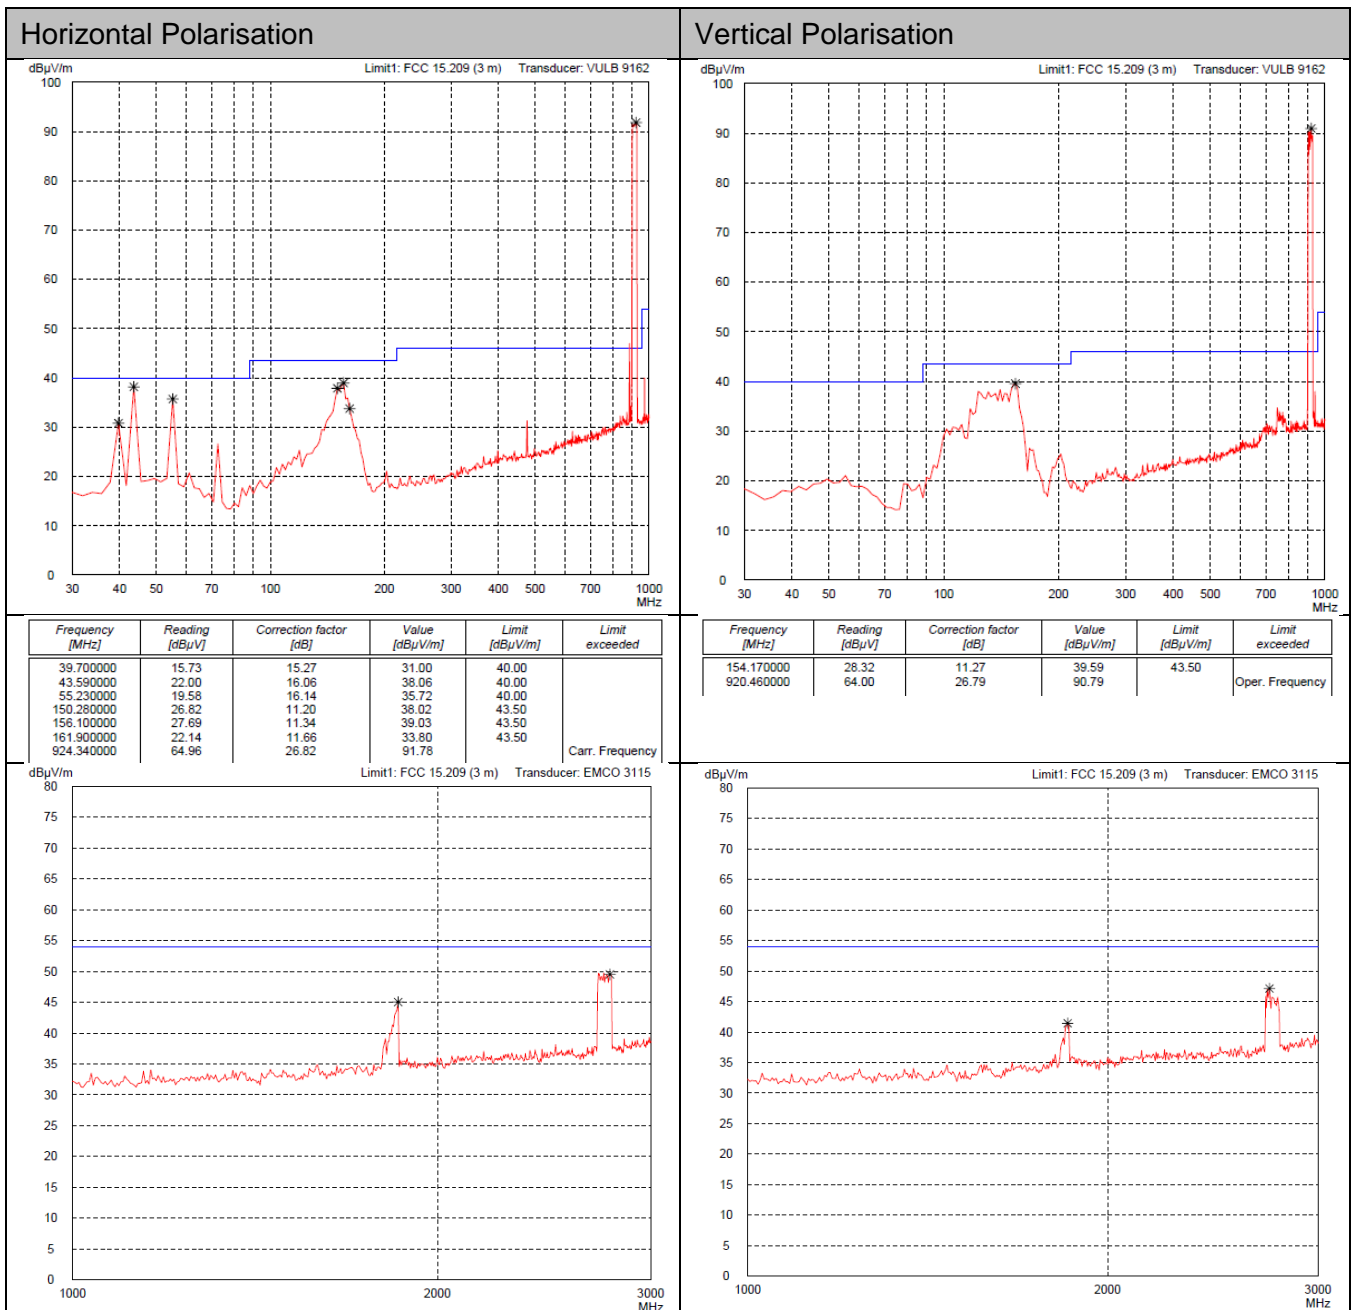 Horizontal Polarisation
Vertical Polarisation
dBµV/m Limit1: FCC 15.209 (3 m) Transducer: VULB 9162
100
90
80
70
60
50
40
30
20
10
0
30 40 50 70 100 200 300 400 500 700 1000
MHz
dBµV/m Limit1: FCC 15.209 (3 m) Transducer: VULB 9162
100
90
80
70
60
50
40
30
20
10
0
30 40 50 70 100 200 300 400 500 700 1000
MHz
Frequency [MHz] Reading [dBµV] Correction factor [dB] Value [dBµV/m] Limit [dBµV/m] Limit exceeded
39.700000 15.73 15.27 31.00 40.00
43.590000 22.00 16.06 38.06 40.00
55.230000 19.58 16.14 35.72 40.00
150.280000 26.82 11.20 38.02 43.50
156.100000 27.69 11.34 39.03 43.50
161.900000 22.14 11.66 33.80 43.50
924.340000 64.96 26.82 91.78 Carr. Frequency
Frequency [MHz] Reading [dBµV] Correction factor [dB] Value [dBµV/m] Limit [dBµV/m] Limit exceeded
154.170000 28.32 11.27 39.59 43.50
920.460000 64.00 26.79 90.79 Oper. Frequency
dBµV/m Limit1: FCC 15.209 (3 m) Transducer: EMCO 3115
80
75
70
65
60
55
50
45
40
35
30
25
20
15
10
5
0
1000 2000 3000
MHz
dBµV/m Limit1: FCC 15.209 (3 m) Transducer: EMCO 3115
80
75
70
65
60
55
50
45
40
35
30
25
20
15
10
5
0
1000 2000 3000
MHz